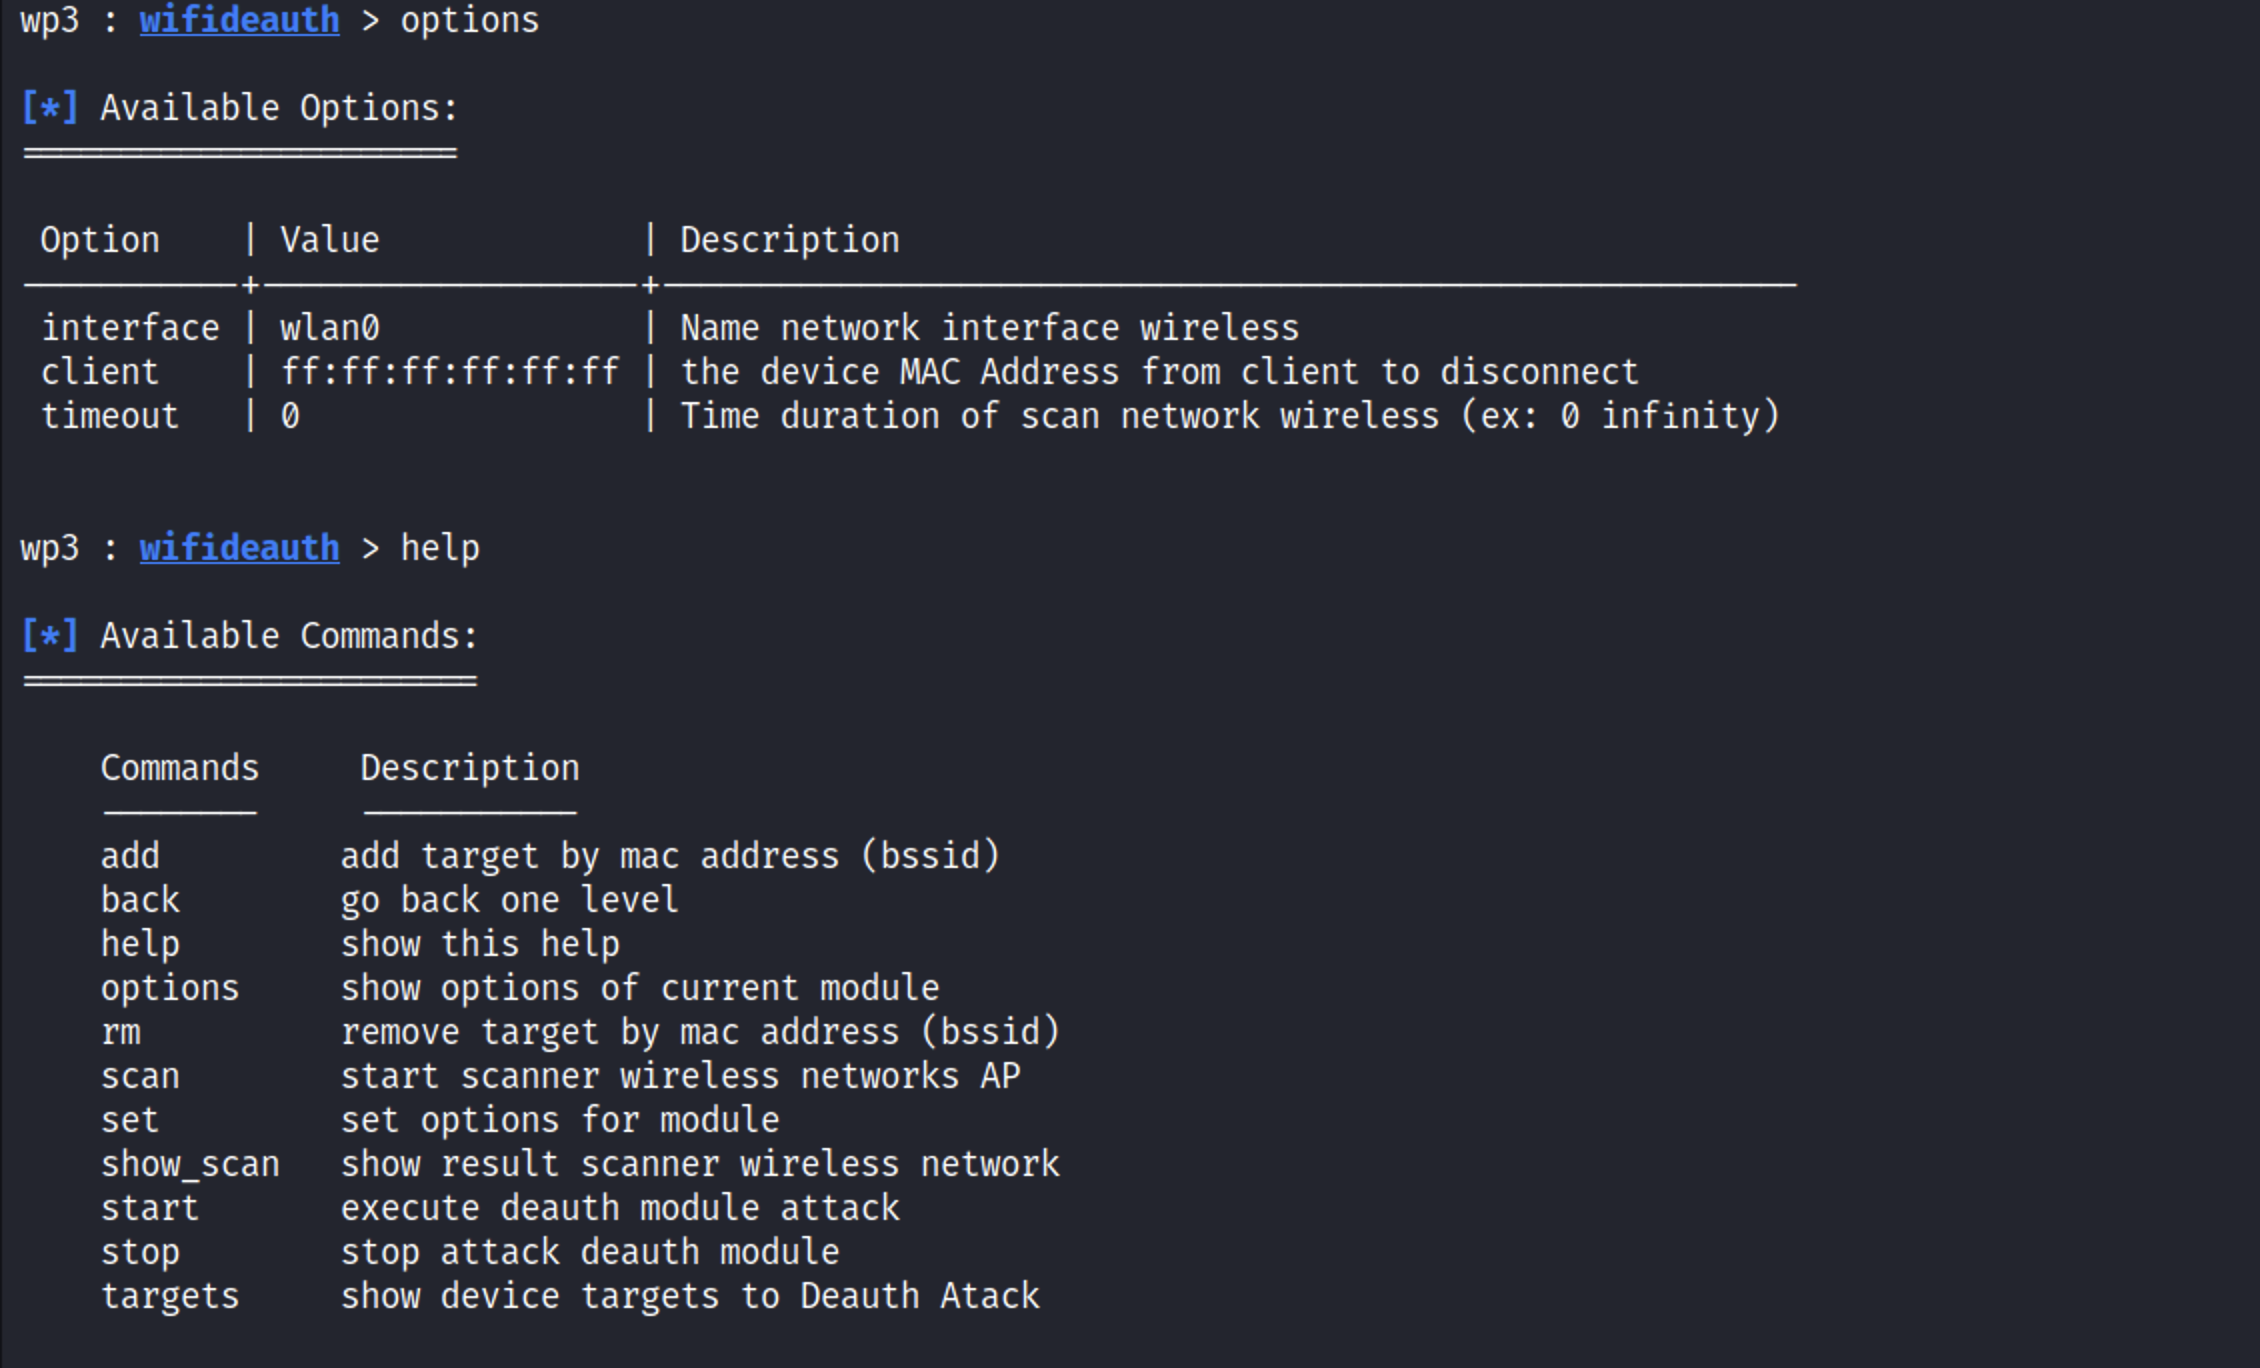 wp3 : wifideauth > options
[*] Available Options:
======================
Option | Value | Description
-----------+-------------------+---------------------------------------------------------
interface | wlan0 | Name network interface wireless
client | ff:ff:ff:ff:ff:ff | the device MAC Address from client to disconnect
timeout | 0 | Time duration of scan network wireless (ex: 0 infinity)
wp3 : wifideauth > help
[*] Available Commands:
=======================
Commands Description
-------- -----------
add add target by mac address (bssid)
back go back one level
help show this help
options show options of current module
rm remove target by mac address (bssid)
scan start scanner wireless networks AP
set set options for module
show_scan show result scanner wireless network
start execute deauth module attack
stop stop attack deauth module
targets show device targets to Deauth Atack